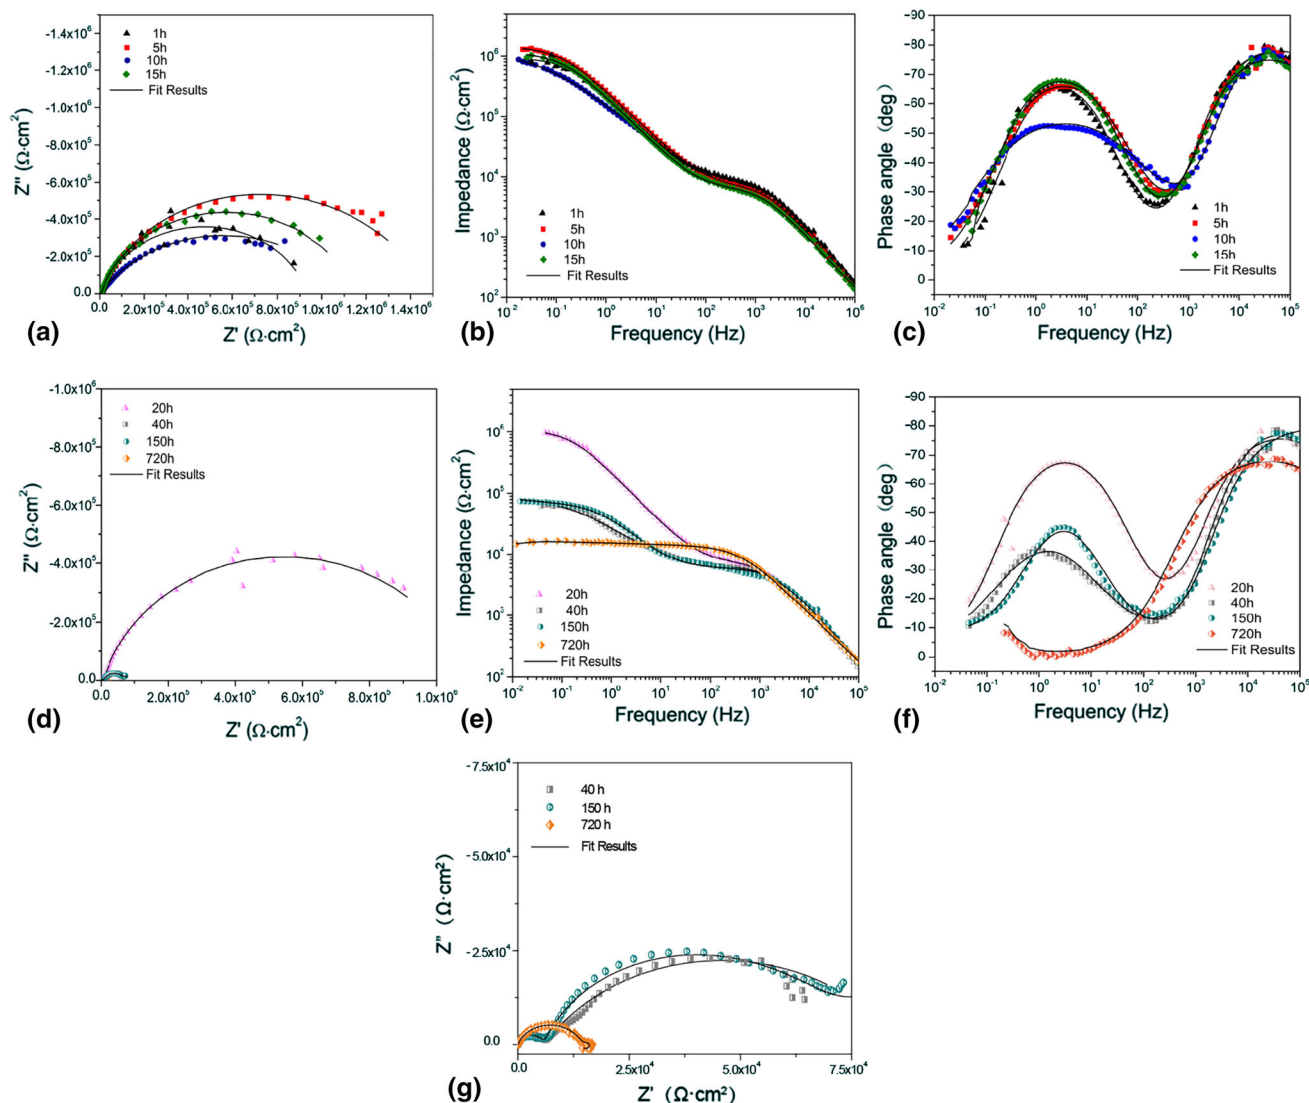 -1.4x10⁶
-1.2x10⁶
-1.0x10⁶
-8.0x10⁵
-6.0x10⁵
-4.0x10⁵
-2.0x10⁵
0.0
Z'' (Ω·cm²)
1h
5h
10h
15h
Fit Results
0.0 2.0x10⁵ 4.0x10⁵ 6.0x10⁵ 8.0x10⁵ 1.0x10⁶ 1.2x10⁶ 1.4x10⁶
Z' (Ω·cm²)
(a)
10⁶
10⁵
10⁴
10³
10²
Impedance (Ω·cm²)
1h
5h
10h
15h
Fit Results
10⁻² 10⁻¹ 10⁰ 10¹ 10² 10³ 10⁴ 10⁵ 10⁶
Frequency (Hz)
(b)
-90
-80
-70
-60
-50
-40
-30
-20
-10
0
Phase angle (deg)
1h
5h
10h
15h
Fit Results
10⁻² 10⁻¹ 10⁰ 10¹ 10² 10³ 10⁴ 10⁵
Frequency (Hz)
(c)
-1.0x10⁶
-8.0x10⁵
-6.0x10⁵
-4.0x10⁵
-2.0x10⁵
0.0
Z'' (Ω·cm²)
20h
40h
150h
720h
Fit Results
0.0 2.0x10⁵ 4.0x10⁵ 6.0x10⁵ 8.0x10⁵ 1.0x10⁶
Z' (Ω·cm²)
(d)
10⁶
10⁵
10⁴
10³
10²
Impedance (Ω·cm²)
20h
40h
150h
720h
Fit Results
10⁻² 10⁻¹ 10⁰ 10¹ 10² 10³ 10⁴ 10⁵
Frequency (Hz)
(e)
-90
-80
-70
-60
-50
-40
-30
-20
-10
0
Phase angle (deg)
20h
40h
150h
720h
Fit Results
10⁻² 10⁻¹ 10⁰ 10¹ 10² 10³ 10⁴ 10⁵
Frequency (Hz)
(f)
-7.5x10⁴
-5.0x10⁴
-2.5x10⁴
0.0
Z'' (Ω·cm²)
40 h
150 h
720 h
Fit Results
0.0 2.5x10⁴ 5.0x10⁴ 7.5x10⁴
Z' (Ω·cm²)
(g)